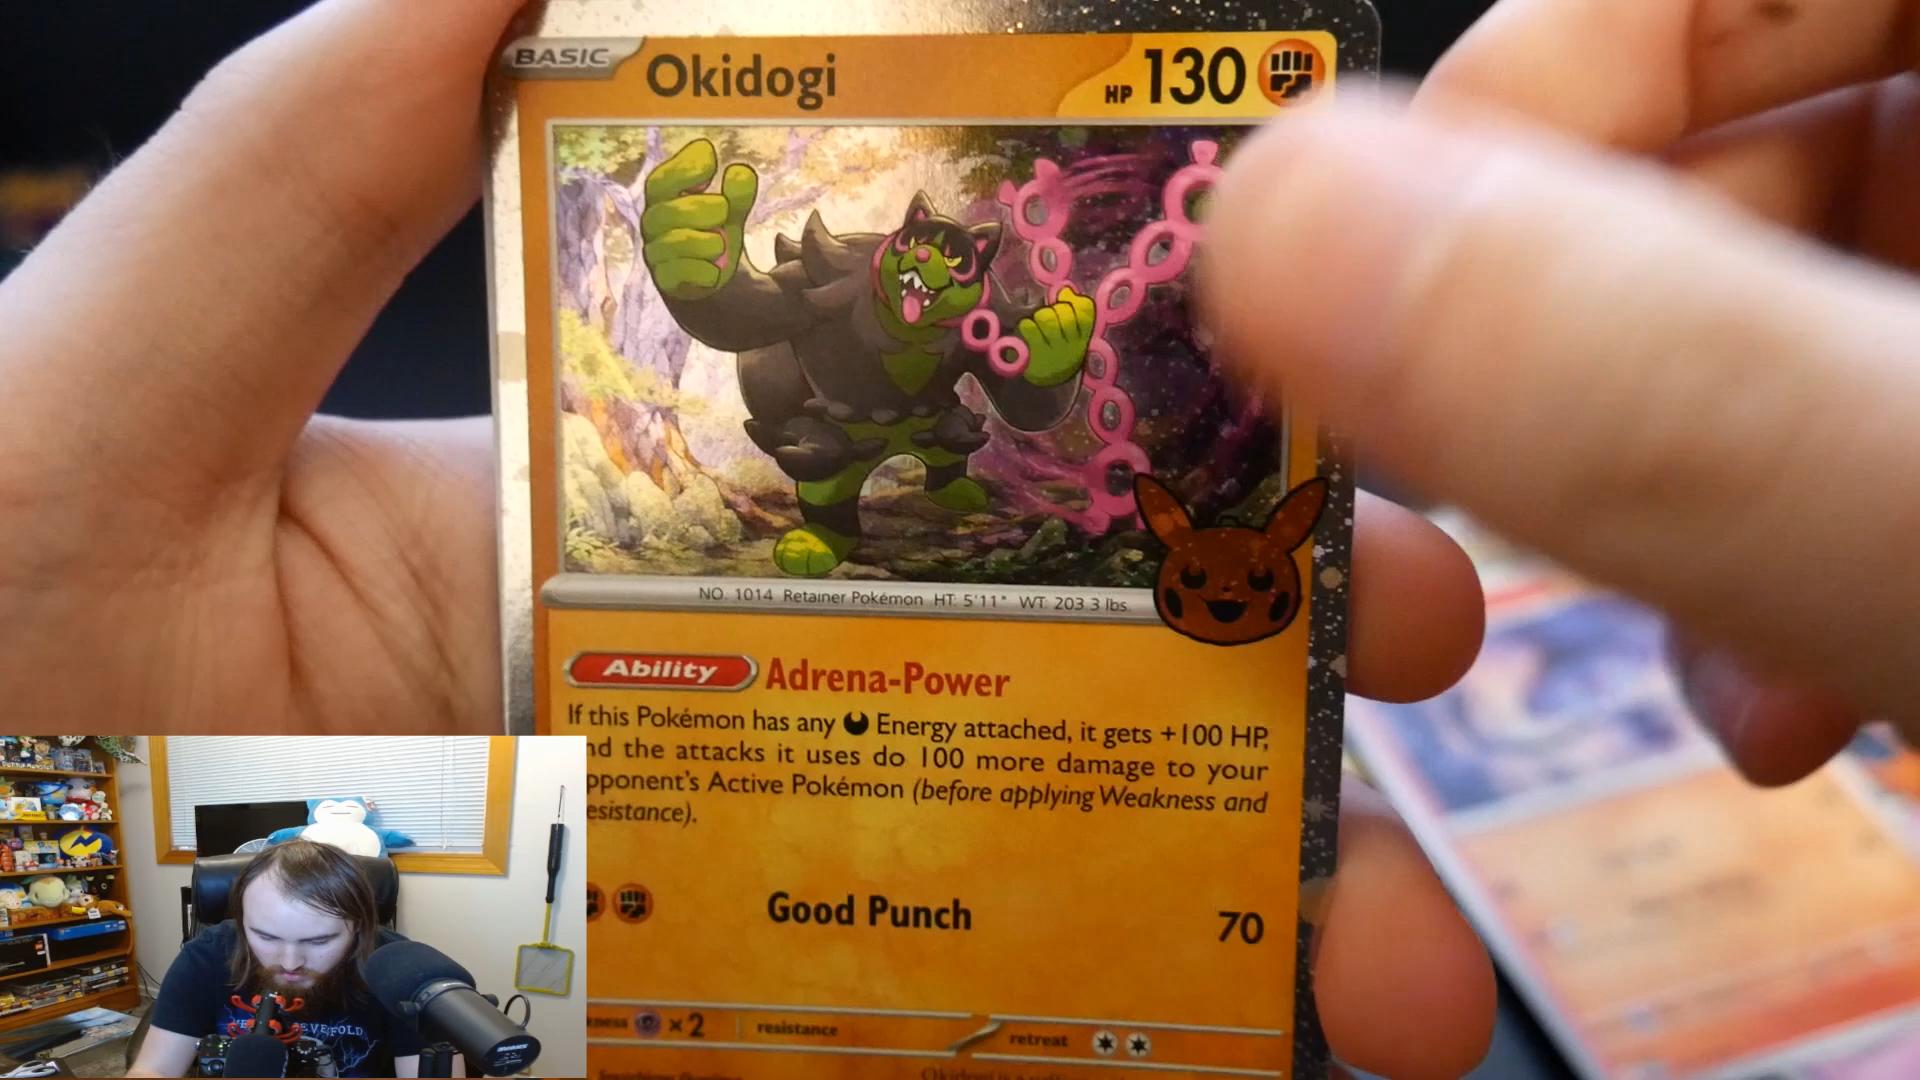 BASIC Okidogi HP 130
NO. 1014 Retainer Pokémon HT: 5'11" WT: 203.3 lbs.
Ability Adrena-Power
If this Pokémon has any Energy attached, it gets +100 HP,
nd the attacks it uses do 100 more damage to your
pponent's Active Pokémon (before applying Weakness and
esistance).
Good Punch 70
ness ×2 resistance retreat